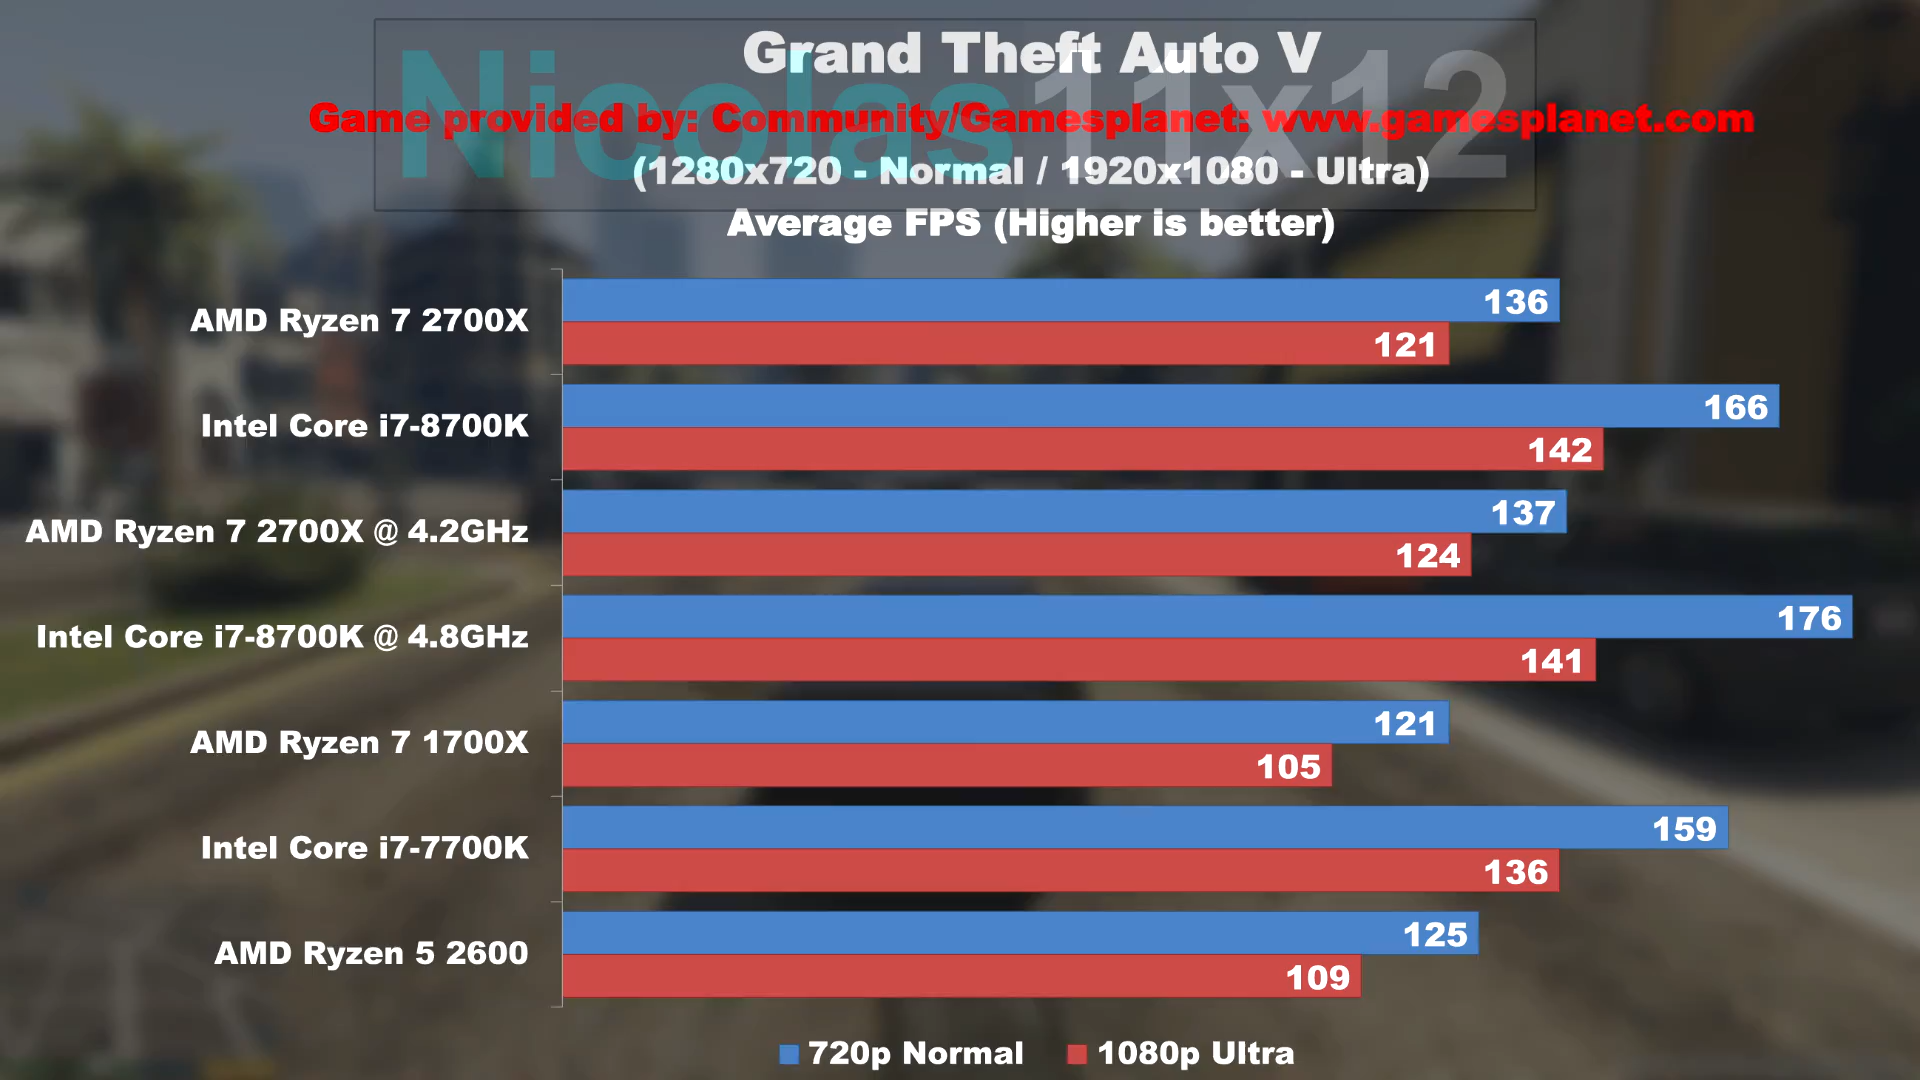 Nicolas11x12
Grand Theft Auto V
Game provided by: Community/Gamesplanet: www.gamesplanet.com
(1280x720 - Normal / 1920x1080 - Ultra)
Average FPS (Higher is better)
AMD Ryzen 7 2700X
136
121
Intel Core i7-8700K
166
142
AMD Ryzen 7 2700X @ 4.2GHz
137
124
Intel Core i7-8700K @ 4.8GHz
176
141
AMD Ryzen 7 1700X
121
105
Intel Core i7-7700K
159
136
AMD Ryzen 5 2600
125
109
720p Normal 1080p Ultra